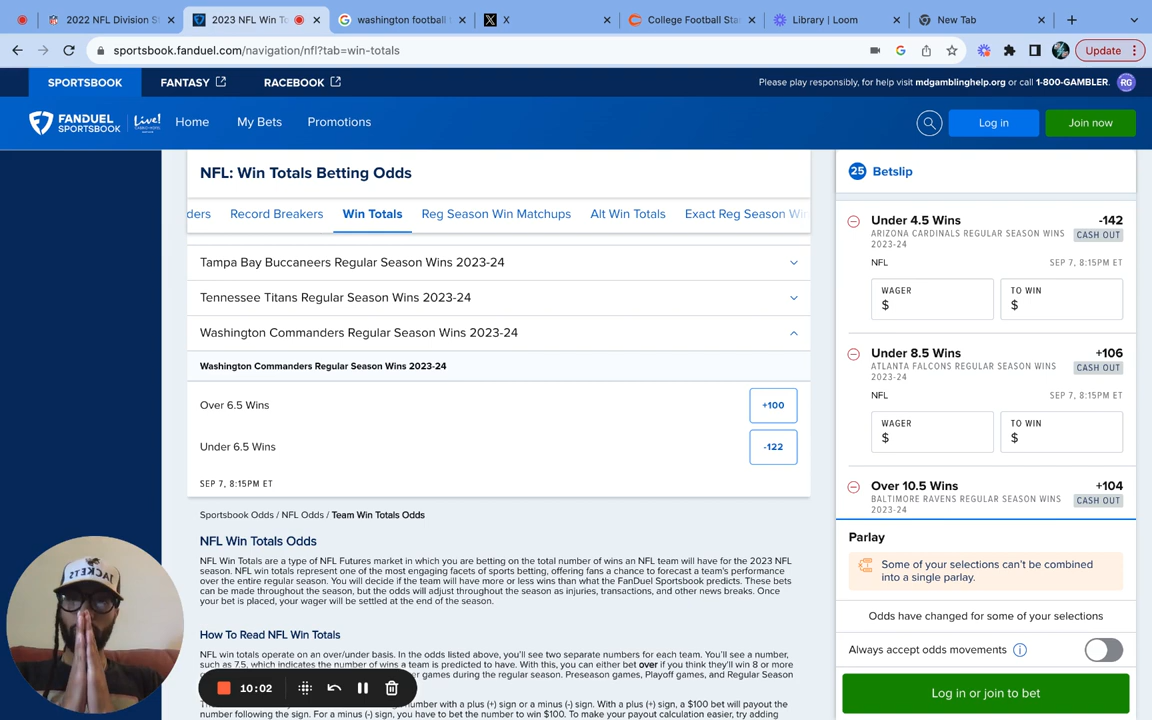 2022 NFL Division S
2023 NFL Win To
washington football t
X
College Football Sta
Library | Loom
New Tab
sportsbook.fanduel.com/navigation/nfl?tab=win-totals
Update
SPORTSBOOK
FANTASY
RACEBOOK
Please play responsibly, for help visit mdgamblinghelp.org or call 1-800-GAMBLER.
RG
FANDUEL
SPORTSBOOK
Live!
Home
My Bets
Promotions
Log in
Join now
NFL: Win Totals Betting Odds
ders
Record Breakers
Win Totals
Reg Season Win Matchups
Alt Win Totals
Exact Reg Season Win
Tampa Bay Buccaneers Regular Season Wins 2023-24
Tennessee Titans Regular Season Wins 2023-24
Washington Commanders Regular Season Wins 2023-24
Washington Commanders Regular Season Wins 2023-24
Over 6.5 Wins
+100
Under 6.5 Wins
-122
SEP 7, 8:15PM ET
Sportsbook Odds / NFL Odds / Team Win Totals Odds
NFL Win Totals Odds
NFL Win Totals are a type of NFL Futures market in which you are betting on the total number of wins an NFL team will have for the 2023 NFL
season. NFL win totals represent one of the most engaging facets of sports betting, offering fans a chance to forecast a team's performance
over the entire regular season. You will decide if the team will have more or less wins than what the FanDuel Sportsbook predicts. These bets
can be made throughout the season, but the odds will adjust throughout the season as injuries, transactions, and other news breaks. Once
your bet is placed, your wager will be settled at the end of the season.
How To Read NFL Win Totals
NFL win totals operate on an over/under basis. In the odds listed above, you'll see two separate numbers for each team. You'll see a number,
such as 7.5, which indicates the number of wins a team is predicted to have. With this, you can either bet over if you think they'll win 8 or more
er games during the regular season. Preseason games, Playoff games, and Regular Season
number with a plus (+) sign or a minus (-) sign. With a plus (+) sign, a $100 bet will payout the
number following the sign. For a minus (-) sign, you have to bet the number to win $100. To make your payout calculation easier, try adding
25
Betslip
Under 4.5 Wins
-142
ARIZONA CARDINALS REGULAR SEASON WINS
2023-24
CASH OUT
NFL
SEP 7, 8:15PM ET
WAGER
$
TO WIN
$
Under 8.5 Wins
+106
ATLANTA FALCONS REGULAR SEASON WINS
2023-24
CASH OUT
NFL
SEP 7, 8:15PM ET
WAGER
$
TO WIN
$
Over 10.5 Wins
+104
BALTIMORE RAVENS REGULAR SEASON WINS
2023-24
CASH OUT
Parlay
Some of your selections can't be combined
into a single parlay.
Odds have changed for some of your selections
Always accept odds movements
Log in or join to bet
10:02